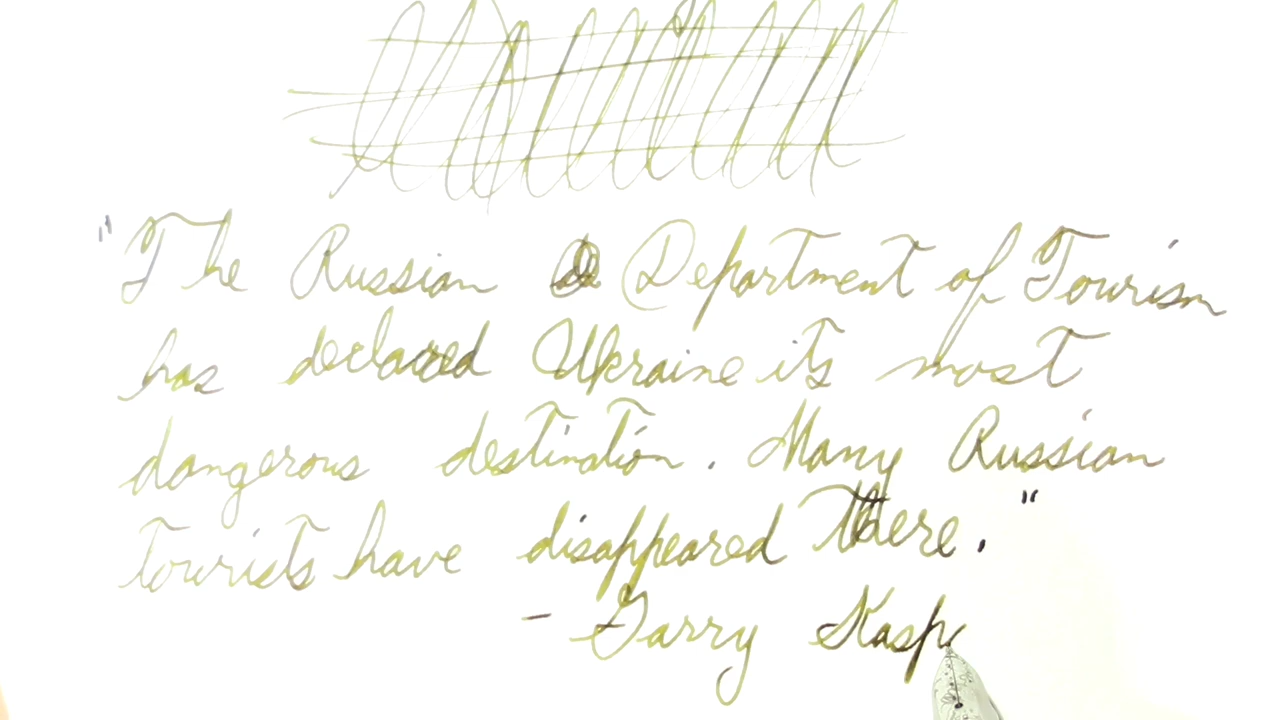 "The Russian Department of Tourism
has declared Ukraine its most
dangerous destination. Many Russian
tourists have disappeared there."
- Garry Kasp